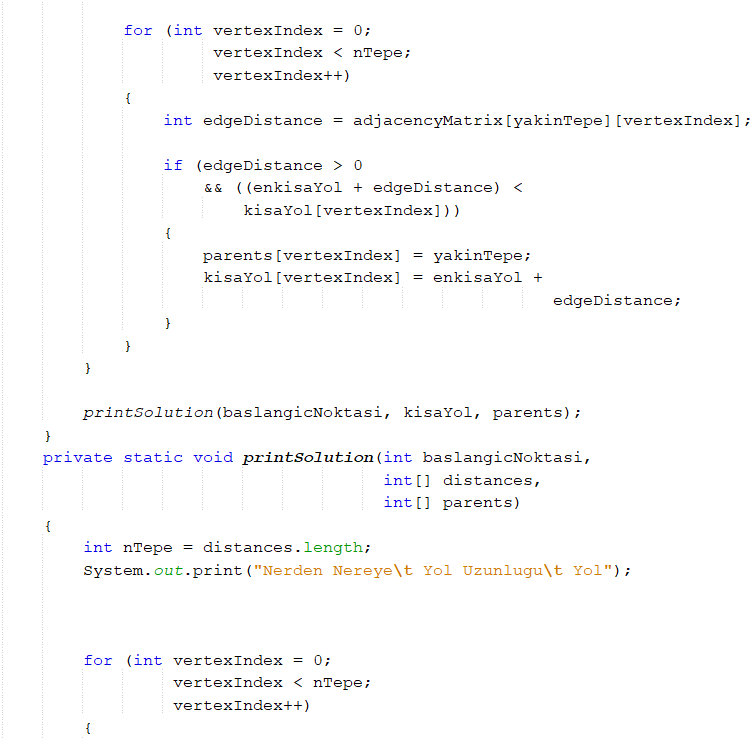 for (int vertexIndex = 0;
vertexIndex < nTepe;
vertexIndex++)
{
int edgeDistance = adjacencyMatrix[yakinTepe][vertexIndex];
if (edgeDistance > 0
&& ((enkisaYol + edgeDistance) <
kisaYol[vertexIndex]))
{
parents[vertexIndex] = yakinTepe;
kisaYol[vertexIndex] = enkisaYol +
edgeDistance;
}
}
}
printSolution(baslangicNoktasi, kisaYol, parents);
}
private static void printSolution(int baslangicNoktasi,
int[] distances,
int[] parents)
{
int nTepe = distances.length;
System.out.print("Nerden Nereye\t Yol Uzunlugu\t Yol");
for (int vertexIndex = 0;
vertexIndex < nTepe;
vertexIndex++)
{